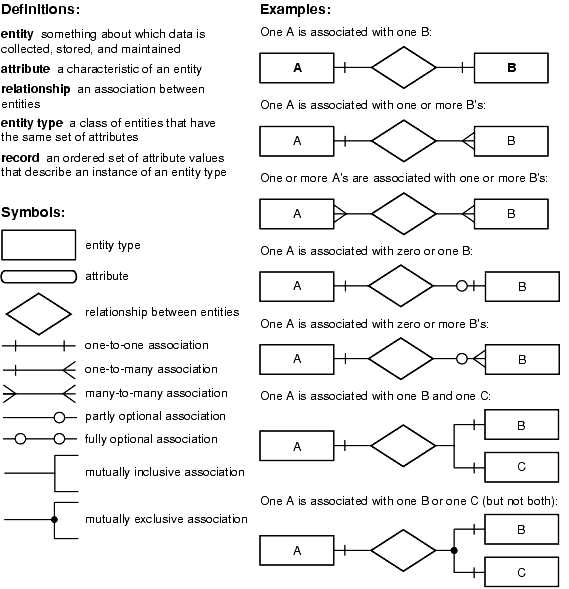 Definitions:
entity something about which data is
collected, stored, and maintained
attribute a characteristic of an entity
relationship an association between
entities
entity type a class of entities that have
the same set of attributes
record an ordered set of attribute values
that describe an instance of an entity type
Symbols:
entity type
attribute
relationship between entities
one-to-one association
one-to-many association
many-to-many association
partly optional association
fully optional association
mutually inclusive association
mutually exclusive association
Examples:
One A is associated with one B:
A B
One A is associated with one or more B's:
A B
One or more A's are associated with one or more B's:
A B
One A is associated with zero or one B:
A B
One A is associated with zero or more B's:
A B
One A is associated with one B and one C:
B
A
C
One A is associated with one B or one C (but not both):
B
A
C